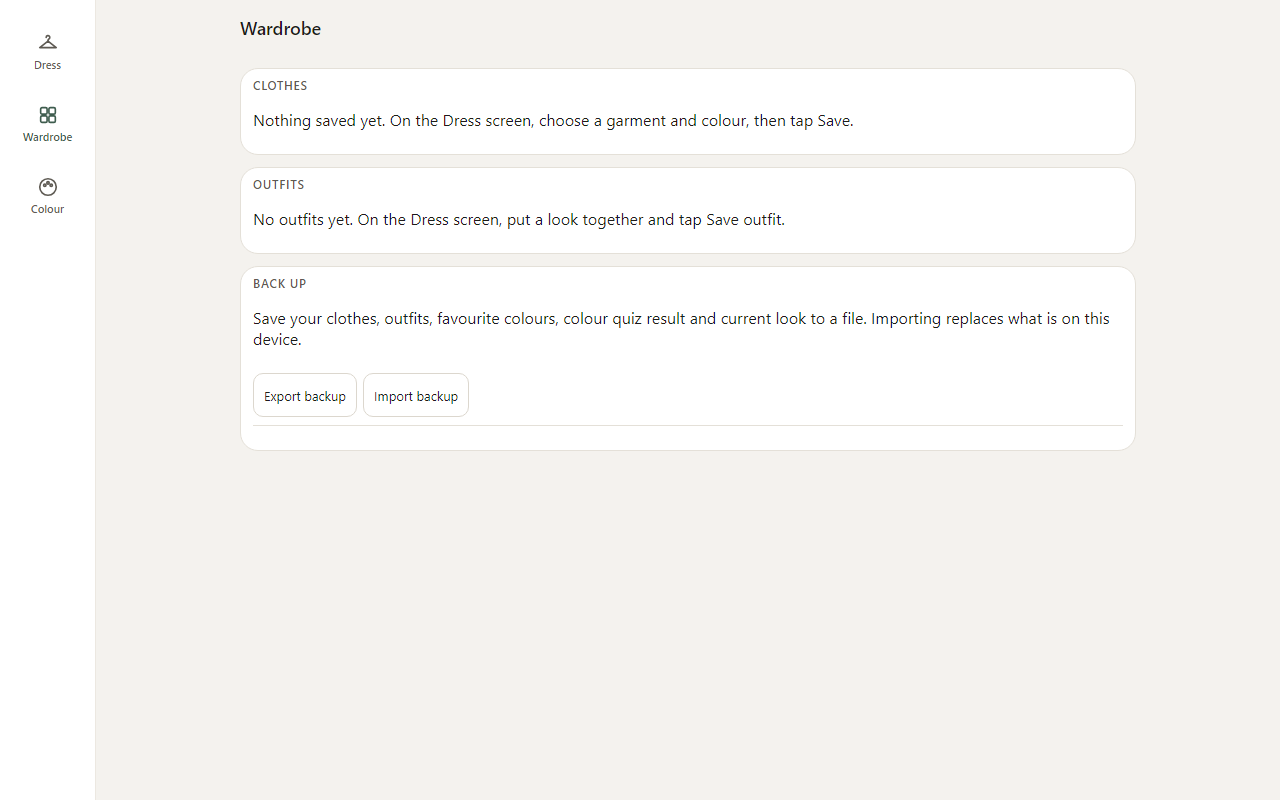 Dress
Wardrobe
Colour
Wardrobe
CLOTHES
Nothing saved yet. On the Dress screen, choose a garment and colour, then tap Save.
OUTFITS
No outfits yet. On the Dress screen, put a look together and tap Save outfit.
BACK UP
Save your clothes, outfits, favourite colours, colour quiz result and current look to a file. Importing replaces what is on this
device.
Export backup
Import backup